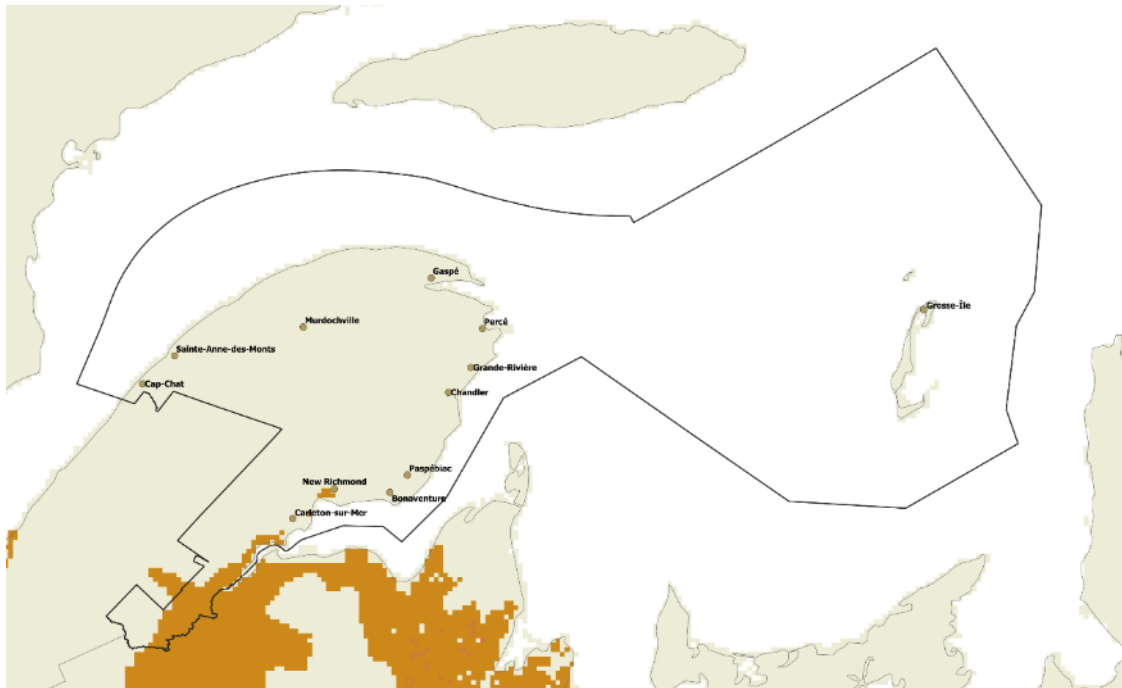 Gaspé
Murdochville
Percé
Grosse-Île
Sainte-Anne-des-Monts
Grande-Rivière
Cap-Chat
Chandler
Paspébiac
New Richmond
Bonaventure
Carleton-sur-Mer